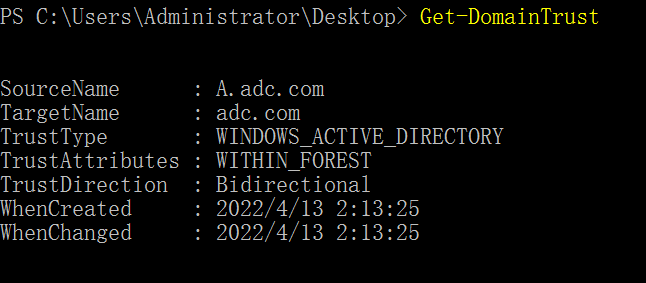 PS C:\Users\Administrator\Desktop> Get-DomainTrust
SourceName : A.adc.com
TargetName : adc.com
TrustType : WINDOWS_ACTIVE_DIRECTORY
TrustAttributes : WITHIN_FOREST
TrustDirection : Bidirectional
WhenCreated : 2022/4/13 2:13:25
WhenChanged : 2022/4/13 2:13:25